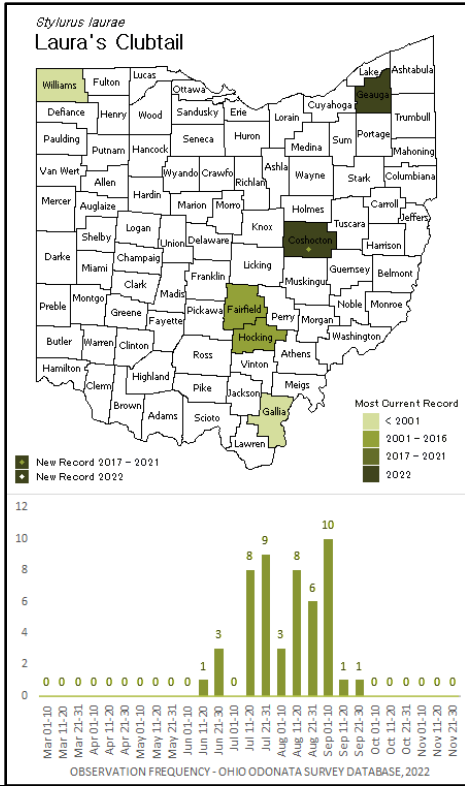 Stylurus laurae
Laura's Clubtail
Williams Fulton Lucas Ottawa Lake Geauga Ashtabula
Defiance Henry Wood Sandusky Erie Lorain Cuyahoga Trumbull
Paulding Putnam Hancock Seneca Huron Medina Sum Portage Mahoning
Van Wert Allen Wyando Crawfo Richlan Ashla Wayne Stark Columbiana
Mercer Auglaize Hardin Marion Morro Holmes Carroll Jeffers
Shelby Logan Union Delaware Knox Coshocton Tuscara Harrison
Darke Miami Champaig Franklin Licking Muskingu Guernsey Belmont
Clark Madis
Preble Montgo Greene Fayette Pickawa Fairfield Perry Morgan Noble Monroe
Butler Warren Clinton Ross Hocking Athens Washington
Hamilton Clerm Highland Pike Vinton Meigs
Brown Adams Scioto Jackson Gallia
Lawren
Most Current Record
< 2001
2001 - 2016
2017 - 2021
2022
New Record 2017 - 2021
New Record 2022
12
10
8
6
4
2
0
0 0 0 0 0 0 0 0 0 0 1 3 0 8 9 3 8 6 10 1 1 0 0 0 0 0 0
Mar 01-10
Mar 11-20
Mar 21-31
Apr 01-10
Apr 11-20
Apr 21-31
May 01-10
May 11-20
May 21-31
Jun 01-10
Jun 11-20
Jun 21-30
Jul 01-10
Jul 11-20
Jul 21-31
Aug 01-10
Aug 11-20
Aug 21-31
Sep 01-10
Sep 11-20
Sep 21-30
Oct 01-10
Oct 11-20
Oct 21-31
Nov 01-10
Nov 11-20
Nov 21-30
OBSERVATION FREQUENCY - OHIO ODONATA SURVEY DATABASE, 2022